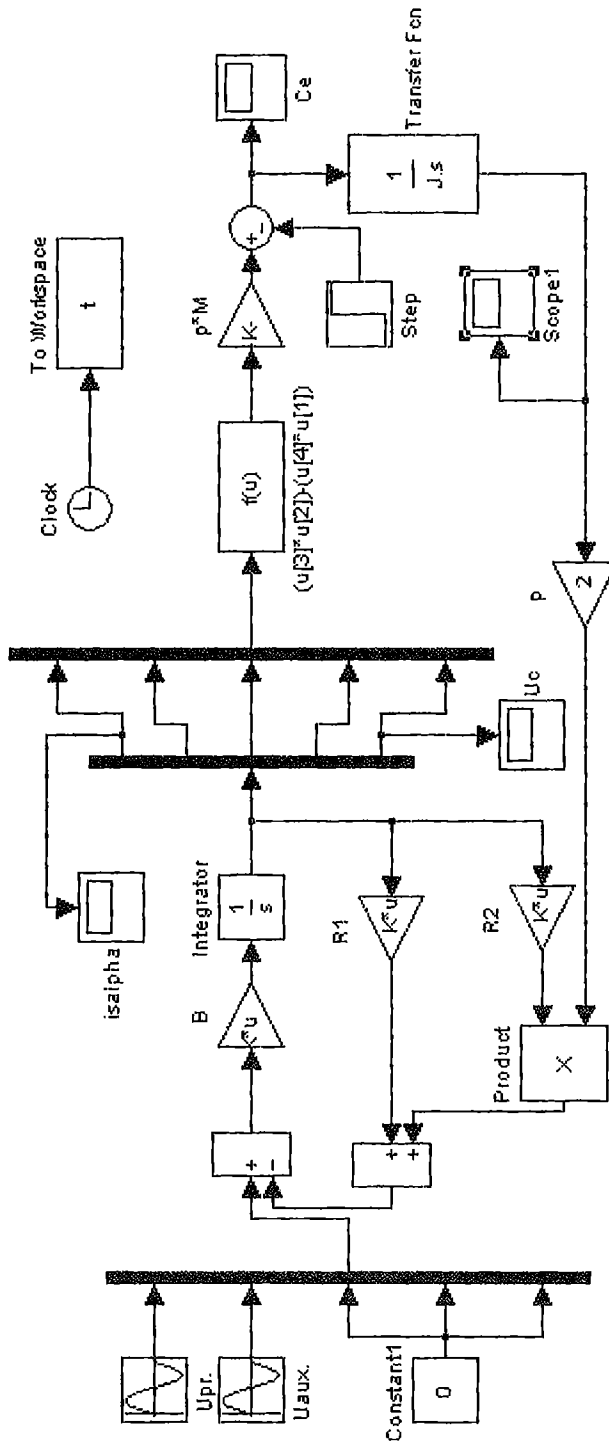 Clock
To Workspace
t
isalpha
Upr.
Uaux.
Constant1
0
+
−
B
K*u
Integrator
1
s
f(u)
(u[3]*u[2])-(u[4]*u[1])
p*M
K-
+
-
Ce
Step
1
J.s
Transfer Fcn
Uc
Scope1
R1
K*u
R2
K*u
+
+
Product
X
p
2